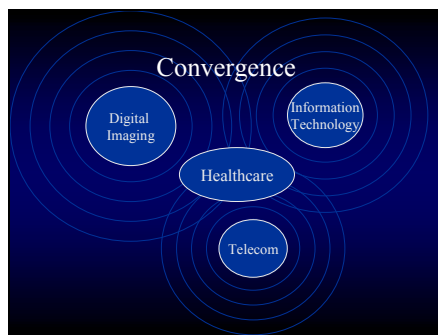 Convergence
Digital
Imaging
Information
Technology
Healthcare
Telecom